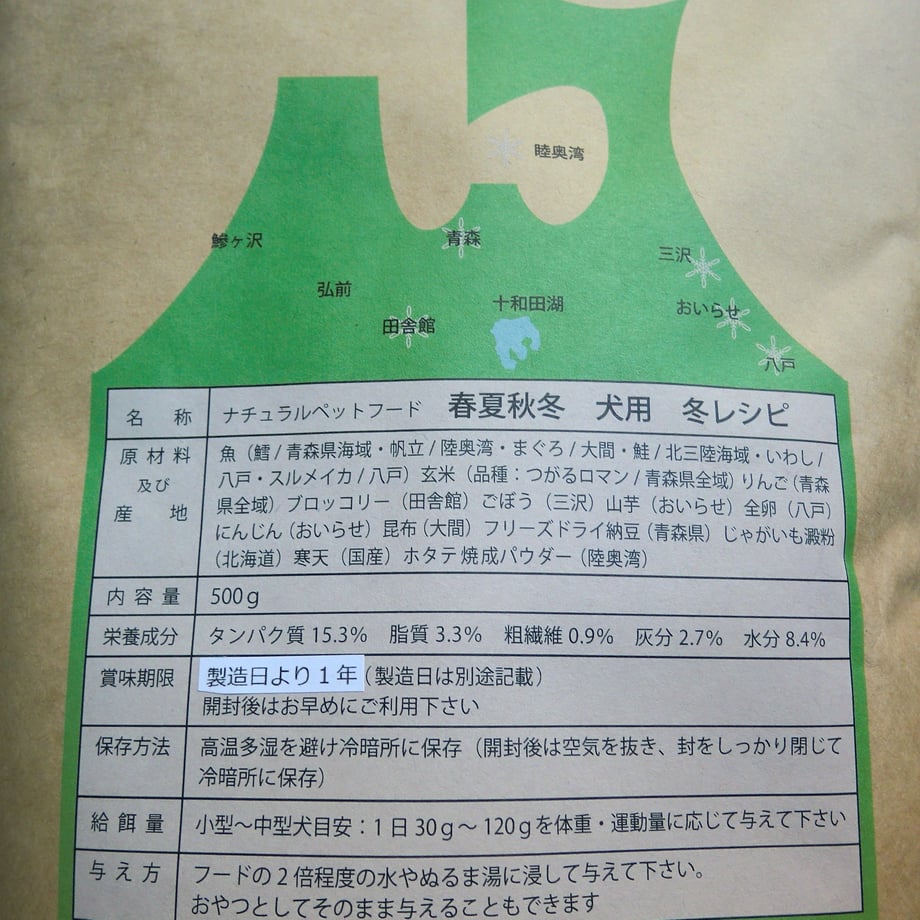 睦奥湾
鰺ヶ沢
青森
三沢
弘前
十和田湖
おいらせ
田舎館
八戸
名 称 ナチュラルペットフード 春夏秋冬 犬用 冬レシピ
原材料及び産地
魚（鱈/青森県海域・帆立/陸奥湾・まぐろ/大間・鮭/北三陸海域・いわし/
八戸・スルメイカ/八戸）玄米（品種：つがるロマン/青森県全域）りんご（青森
県全域）ブロッコリー（田舎館）ごぼう（三沢）山芋（おいらせ）全卵（八戸）
にんじん（おいらせ）昆布（大間）フリーズドライ納豆（青森県）じゃがいも澱粉
（北海道）寒天（国産）ホタテ焼成パウダー（陸奥湾）
内容量 500g
栄養成分 タンパク質 15.3% 脂質 3.3% 粗繊維 0.9% 灰分 2.7% 水分 8.4%
賞味期限 製造日より1年（製造日は別途記載）
開封後はお早めにご利用下さい
保存方法 高温多湿を避け冷暗所に保存（開封後は空気を抜き、封をしっかり閉じて
冷暗所に保存）
給餌量 小型～中型犬目安：1日30g～120gを体重・運動量に応じて与えて下さい
与え方 フードの2倍程度の水やぬるま湯に浸して与えて下さい。
おやつとしてそのまま与えることもできます